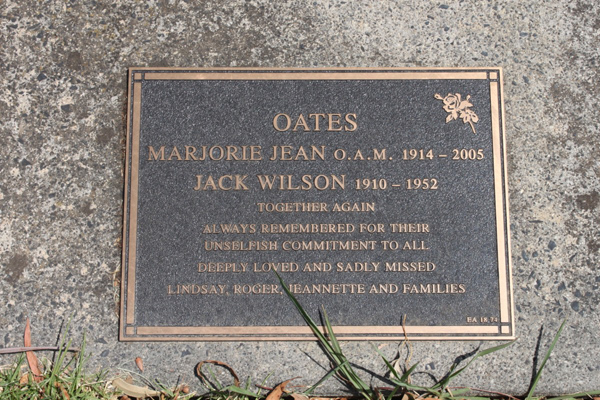 OATES
MARJORIE JEAN O.A.M. 1914 – 2005
JACK WILSON 1910 – 1952
TOGETHER AGAIN
ALWAYS REMEMBERED FOR THEIR
UNSELFISH COMMITMENT TO ALL
DEEPLY LOVED AND SADLY MISSED
LINDSAY, ROGER, JEANNETTE AND FAMILIES